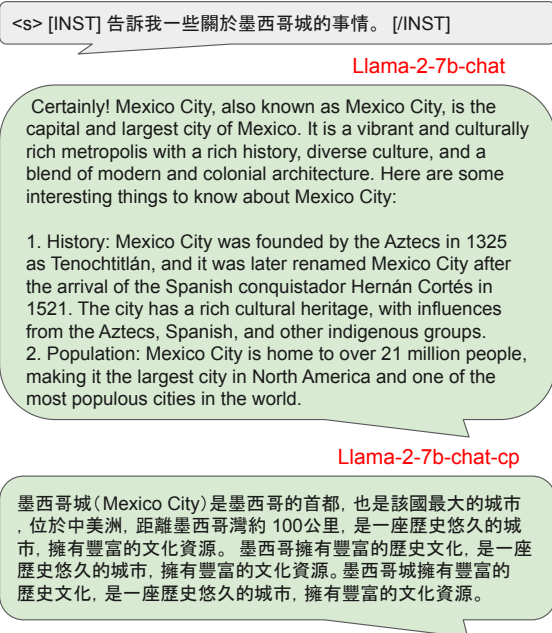 <s> [INST] 告訴我一些關於墨西哥城的事情。 [/INST]
Llama-2-7b-chat
Certainly! Mexico City, also known as Mexico City, is the
capital and largest city of Mexico. It is a vibrant and culturally
rich metropolis with a rich history, diverse culture, and a
blend of modern and colonial architecture. Here are some
interesting things to know about Mexico City:
1. History: Mexico City was founded by the Aztecs in 1325
as Tenochtitlán, and it was later renamed Mexico City after
the arrival of the Spanish conquistador Hernán Cortés in
1521. The city has a rich cultural heritage, with influences
from the Aztecs, Spanish, and other indigenous groups.
2. Population: Mexico City is home to over 21 million people,
making it the largest city in North America and one of the
most populous cities in the world.
Llama-2-7b-chat-cp
墨西哥城（Mexico City）是墨西哥的首都，也是該國最大的城市
，位於中美洲，距離墨西哥灣約 100公里，是一座歷史悠久的城
市，擁有豐富的文化資源。 墨西哥擁有豐富的歷史文化，是一座
歷史悠久的城市，擁有豐富的文化資源。墨西哥城擁有豐富的
歷史文化，是一座歷史悠久的城市，擁有豐富的文化資源。